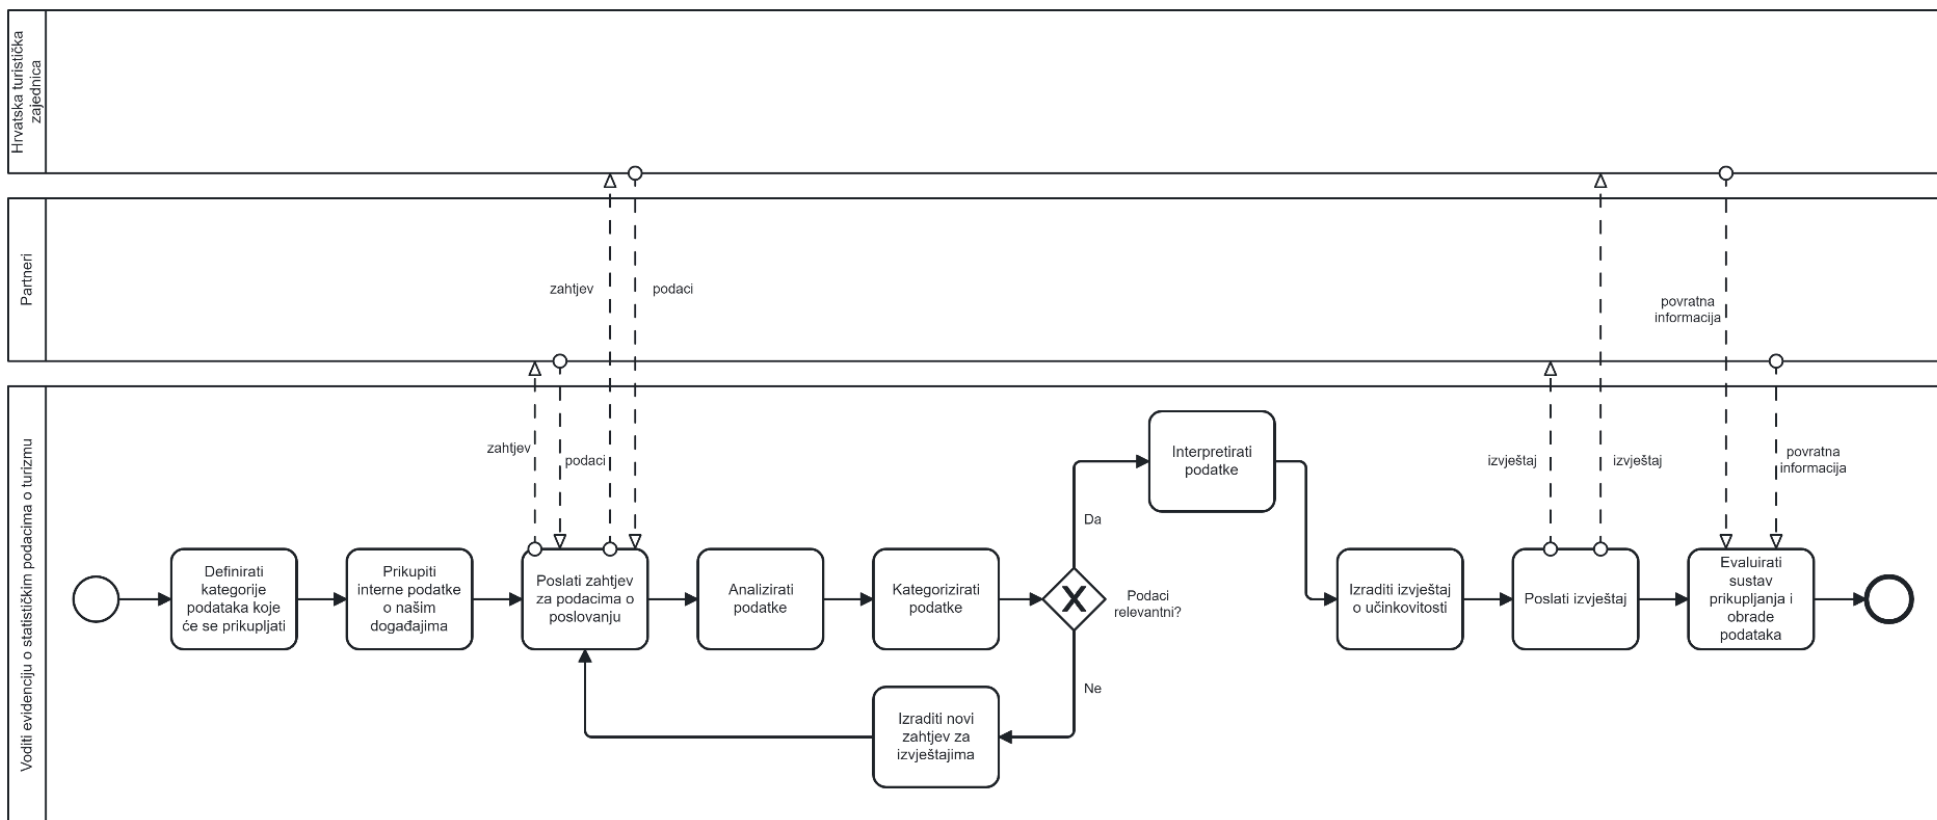 Hrvatska turistička
zajednica
Partneri
zahtjev
podaci
povratna
informacija
Voditi evidenciju o statističkim podacima o turizmu
zahtjev
podaci
izvještaj
izvještaj
povratna
informacija
Definirati
kategorije
podataka koje
će se prikupljati
Prikupiti
interne podatke
o našim
događajima
Poslati zahtjev
za podacima o
poslovanju
Analizirati
podatke
Kategorizirati
podatke
Podaci
relevantni?
Da
Interpretirati
podatke
Ne
Izraditi novi
zahtjev za
izvještajima
Izraditi izvještaj
o učinkovitosti
Poslati izvještaj
Evaluirati
sustav
prikupljanja i
obrade
podataka